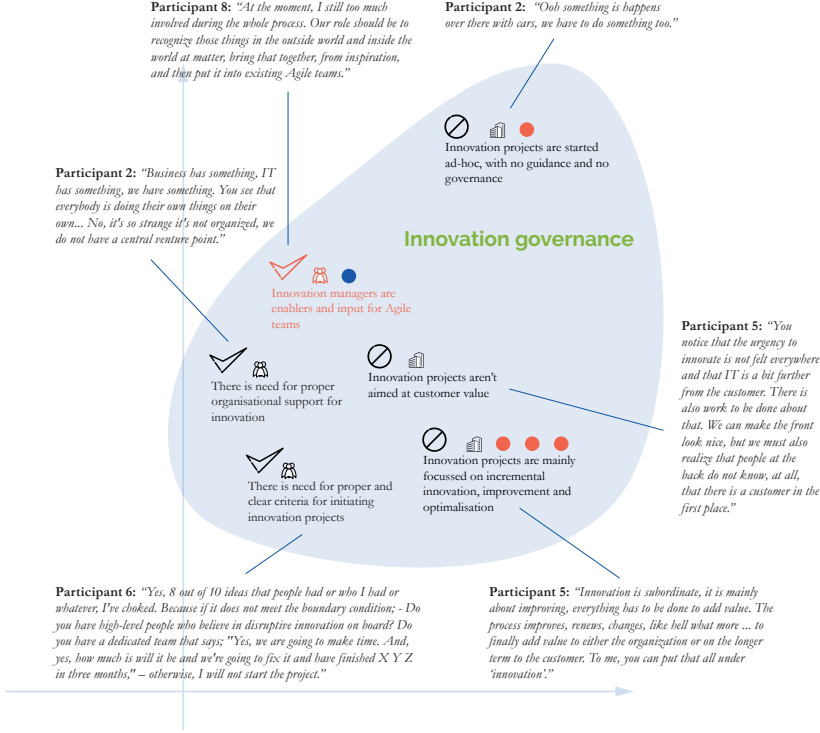 Participant 8: “At the moment, I still too much
involved during the whole process. Our role should be to
recognize those things in the outside world and inside the
world at matter, bring that together, from inspiration,
and then put it into existing Agile teams.”
Participant 2: “Ooh something is happens
over there with cars, we have to do something too.”
Innovation projects are started
ad-hoc, with no guidance and no
governance
Participant 2: “Business has something, IT
has something, we have something. You see that
everybody is doing their own things on their
own... No, it's so strange it's not organized, we
do not have a central venture point.”
Innovation governance
Innovation managers are
enablers and input for Agile
teams
There is need for proper
organisational support for
innovation
Innovation projects aren’t
aimed at customer value
Participant 5: “You
notice that the urgency to
innovate is not felt everywhere
and that IT is a bit further
from the customer. There is
also work to be done about
that. We can make the front
look nice, but we must also
realize that people at the
back do not know, at all,
that there is a customer in the
first place.”
There is need for proper and
clear criteria for initiating
innovation projects
Innovation projects are mainly
focussed on incremental
innovation, improvement and
optimalisation
Participant 6: “Yes, 8 out of 10 ideas that people had or who I had or
whatever, I've choked. Because if it does not meet the boundary condition; - Do
you have high-level people who believe in disruptive innovation on board? Do
you have a dedicated team that says; "Yes, we are going to make time. And,
yes, how much is will it be and we're going to fix it and have finished X Y Z
in three months," – otherwise, I will not start the project.”
Participant 5: “Innovation is subordinate, it is mainly
about improving, everything has to be done to add value. The
process improves, renews, changes, like hell what more ... to
finally add value to either the organization or on the longer
term to the customer. To me, you can put that all under
‘innovation’.”